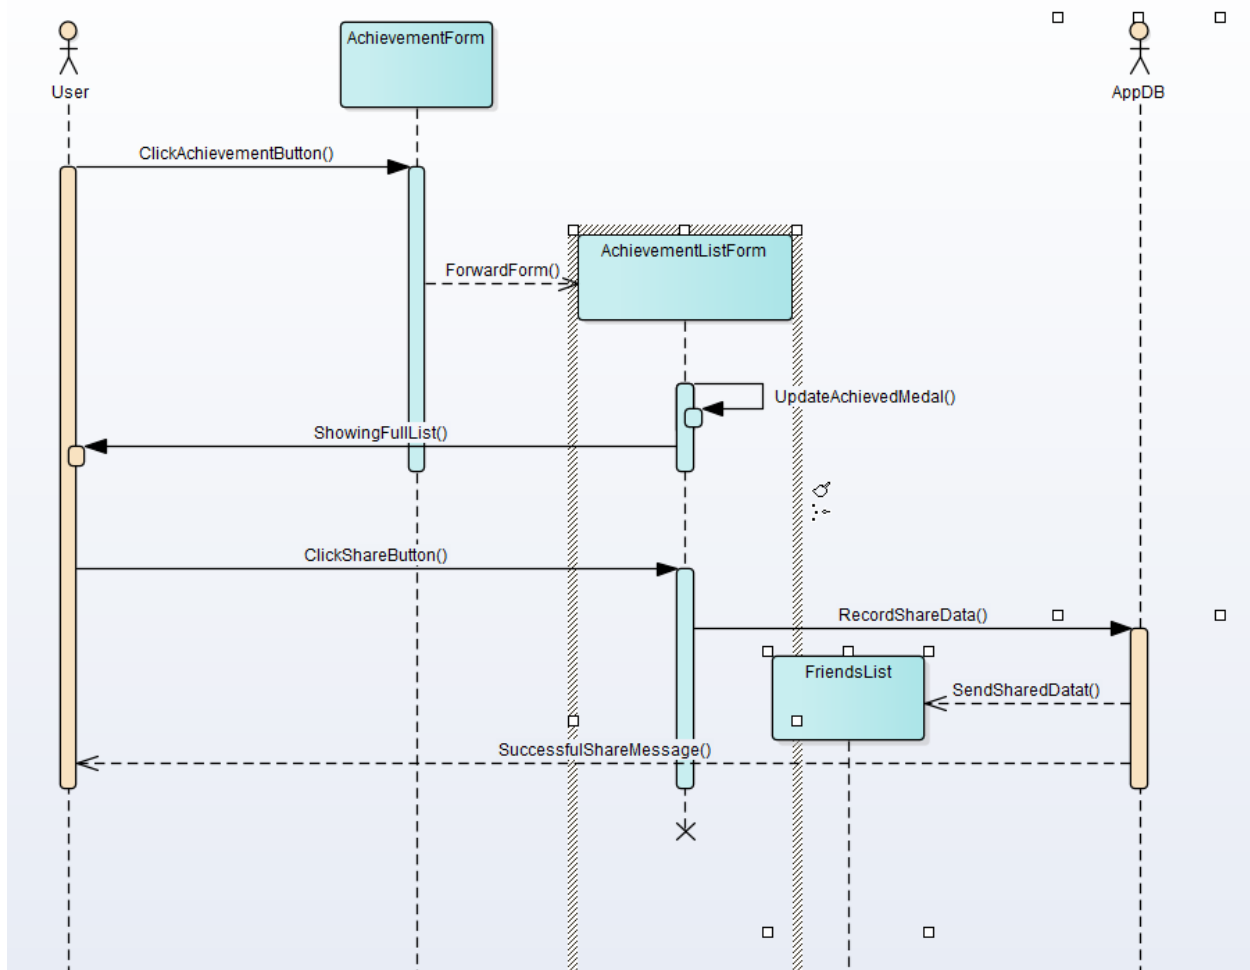 AchievementForm
User
AppDB
ClickAchievementButton()
AchievementListForm
ForwardForm()
UpdateAchievedMedal()
ShowingFullList()
ClickShareButton()
RecordShareData()
FriendsList
SendSharedDatat()
SuccessfulShareMessage()